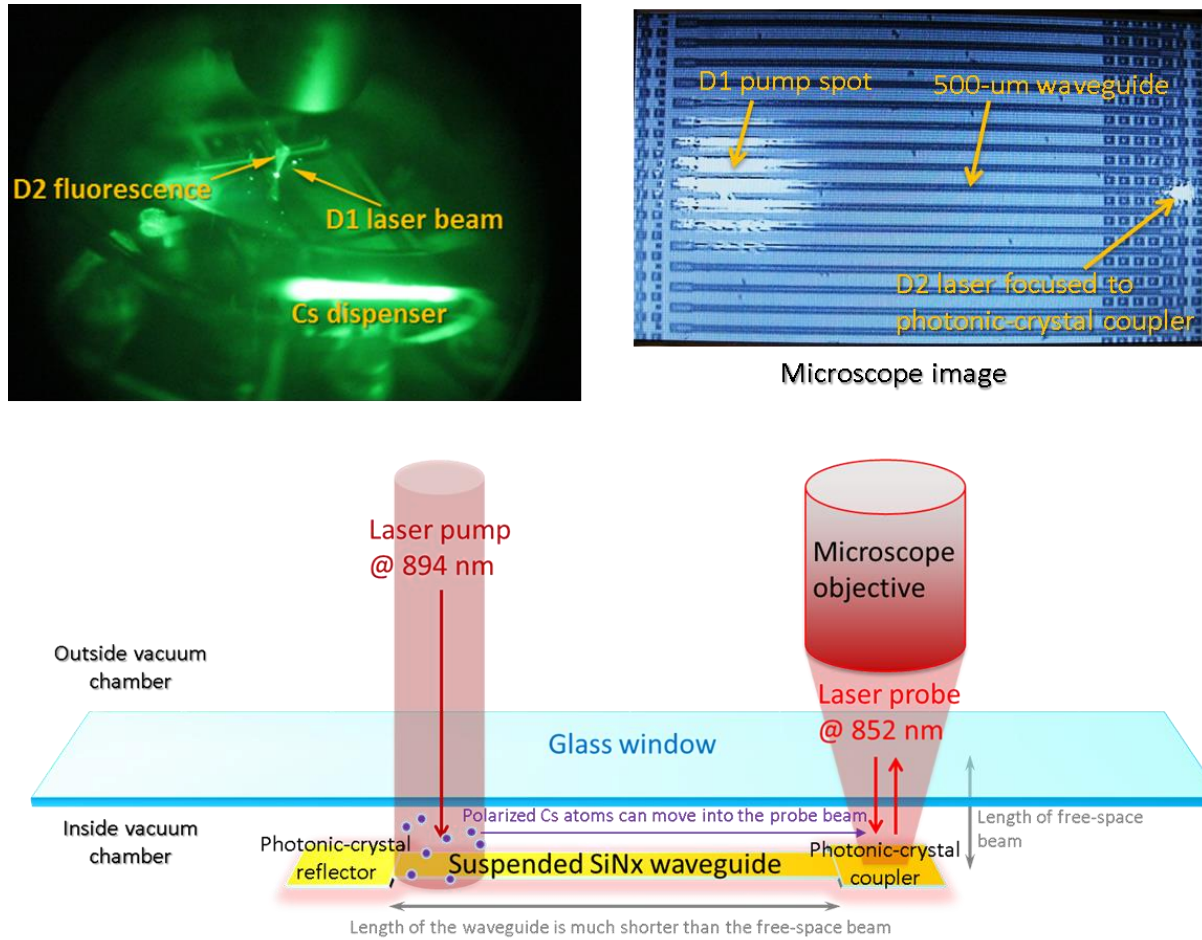 D2 fluorescence
D1 laser beam
Cs dispenser
D1 pump spot
500-um waveguide
D2 laser focused to
photonic-crystal coupler
Microscope image
Laser pump
@ 894 nm
Microscope
objective
Outside vacuum
chamber
Laser probe
@ 852 nm
Glass window
Inside vacuum
chamber
Polarized Cs atoms can move into the probe beam
Length of free-space
beam
Photonic-crystal
reflector
Suspended SiNx waveguide
Photonic-crystal
coupler
Length of the waveguide is much shorter than the free-space beam